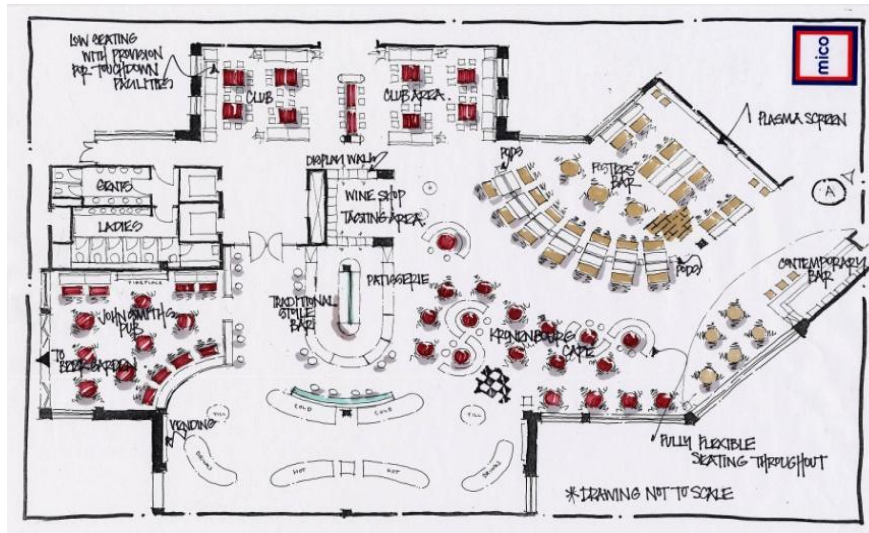 LOW SEATING
WITH PROVISION
FOR TOUCHDOWN
FACILITIES
CLUB
CLUB AREA
mico
PLASMA SCREEN
A
DISPLAY WALL
PODS
FOSTERS
BAR
GENTS
LADIES
WINE SHOP
TASTING AREA
PATISSERIE
PODS
CONTEMPORARY
BAR
FIREPLACE
JOHN SMITHS
PUB
TRADITIONAL
STYLE
BAR
KRONENBOURG
CAFE
TO
BEER GARDEN
VENDING
TILL
COLD
COLD
TILL
DRINKS
HOT
HOT
DRINKS
FULLY FLEXIBLE
SEATING THROUGHOUT
*DRAWING NOT TO SCALE